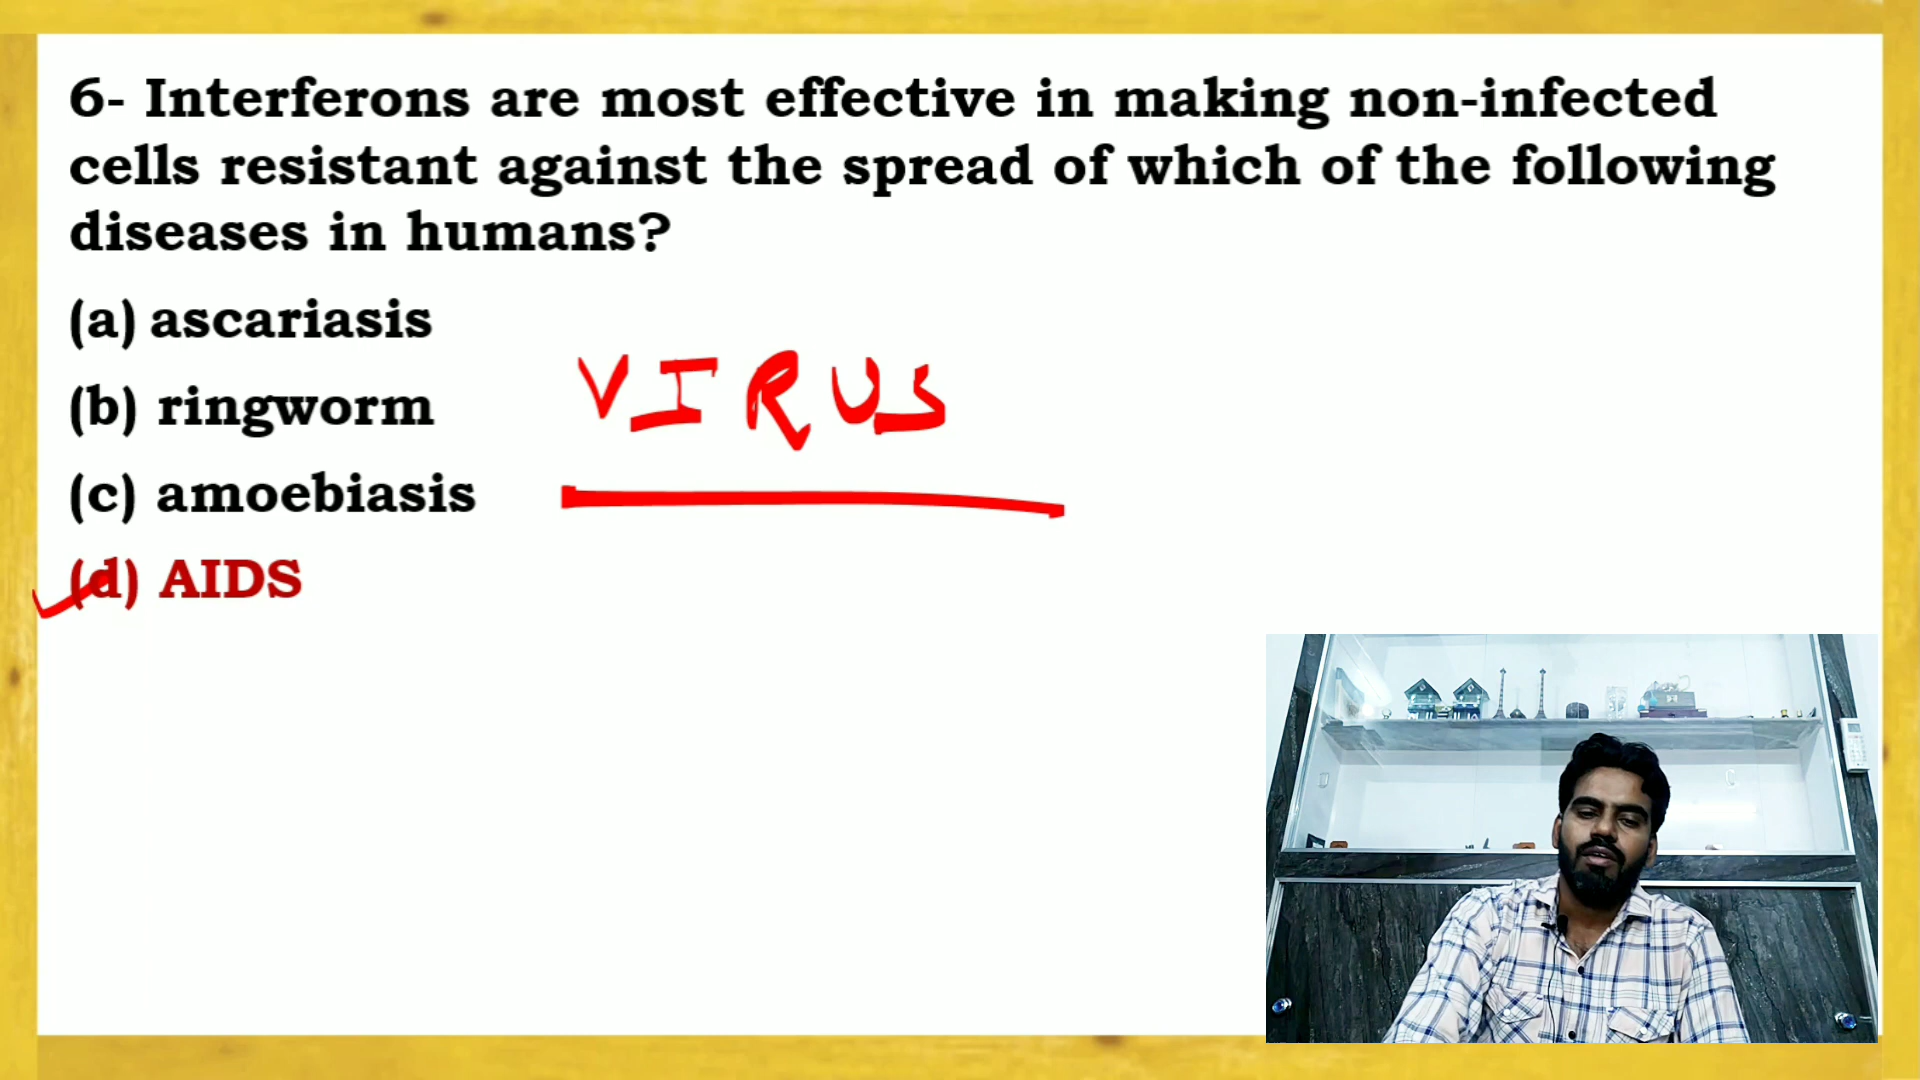 6- Interferons are most effective in making non-infected
cells resistant against the spread of which of the following
diseases in humans?
(a) ascariasis
(b) ringworm
VIRUS
(c) amoebiasis
(d) AIDS